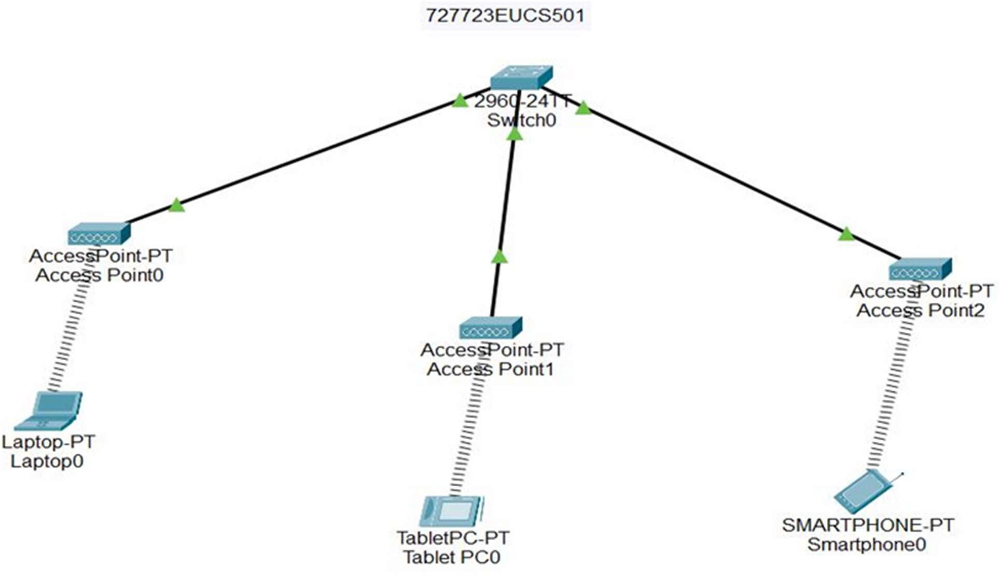 727723EUCS501
2960-24TT
Switch0
AccessPoint-PT
Access Point0
AccessPoint-PT
Access Point2
AccessPoint-PT
Access Point1
Laptop-PT
Laptop0
SMARTPHONE-PT
Smartphone0
TabletPC-PT
Tablet PC0